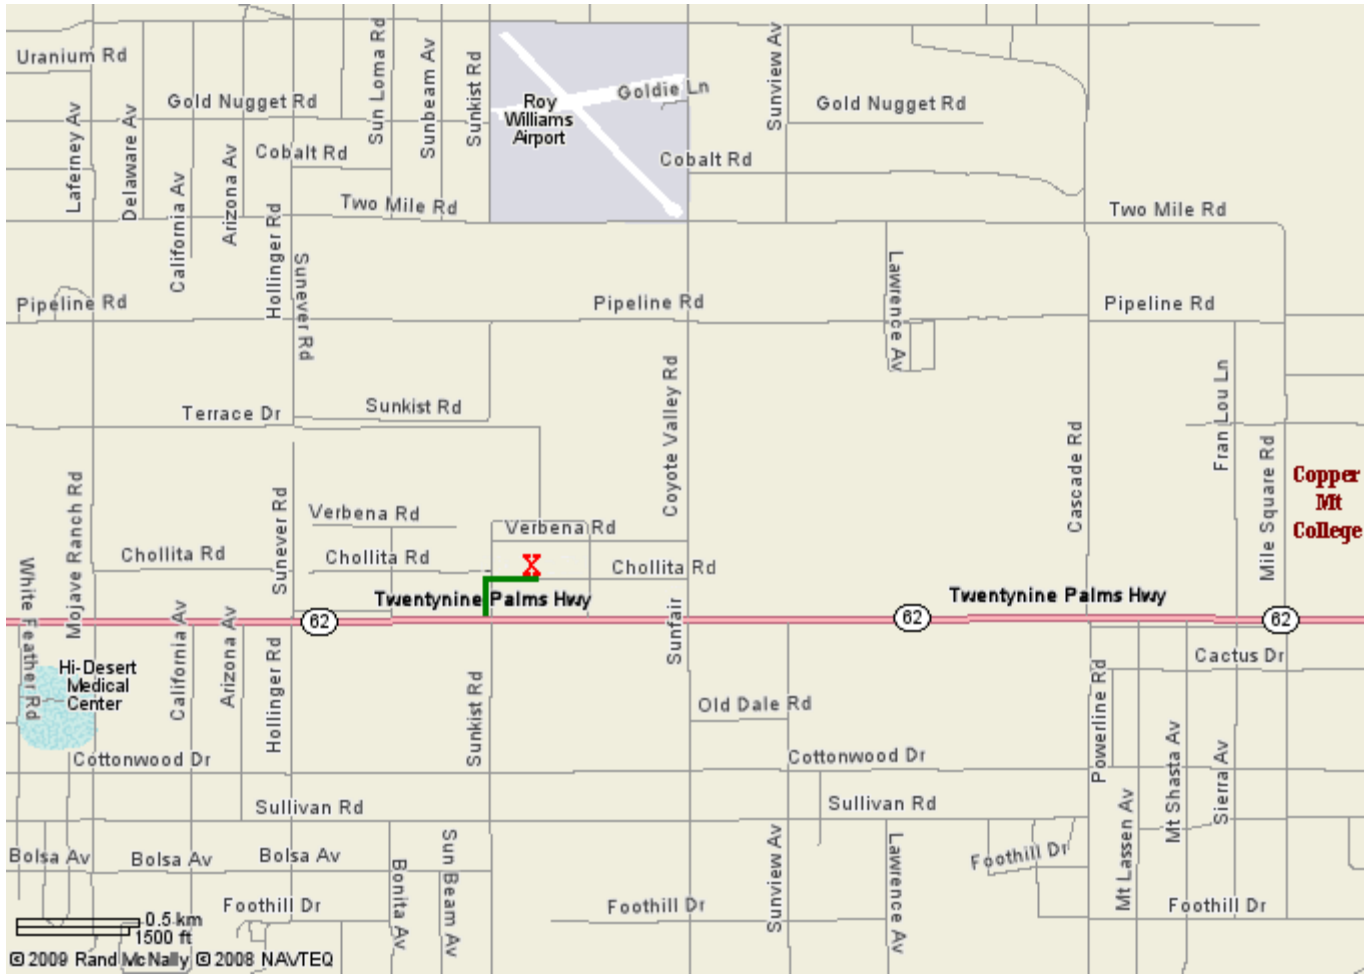 Uranium Rd
Laferney Av
Delaware Av
California Av
Arizona Av
Gold Nugget Rd
Cobalt Rd
Hollinger Rd
Sun Loma Rd
Sunbeam Av
Sunkist Rd
Roy
Williams
Airport
Goldie Ln
Cobalt Rd
Sunview Av
Gold Nugget Rd
Two Mile Rd
Two Mile Rd
Pipeline Rd
Sunever Rd
Pipeline Rd
Lawrence Av
Pipeline Rd
Terrace Dr
Sunkist Rd
Coyote Valley Rd
Cascade Rd
Fran Lou Ln
Mile Square Rd
Copper
Mt
College
Mojave Ranch Rd
Sunever Rd
Verbena Rd
Verbena Rd
Chollita Rd
Chollita Rd
X
Chollita Rd
White Feather Rd
Twentynine Palms Hwy
Twentynine Palms Hwy
62
62
62
Sunfair
Hi-Desert
Medical
Center
California Av
Arizona Av
Hollinger Rd
Sunkist Rd
Old Dale Rd
Cactus Dr
Powerline Rd
Cottonwood Dr
Cottonwood Dr
Mt Lassen Av
Mt Shasta Av
Sierra Av
Sullivan Rd
Sullivan Rd
Bolsa Av
Bolsa Av
Bolsa Av
Bonita Av
Sun Beam Av
Sunview Av
Lawrence Av
Foothill Dr
Foothill Dr
Foothill Dr
Foothill Dr
0.5 km
1500 ft
© 2009 Rand McNally © 2008 NAVTEQ